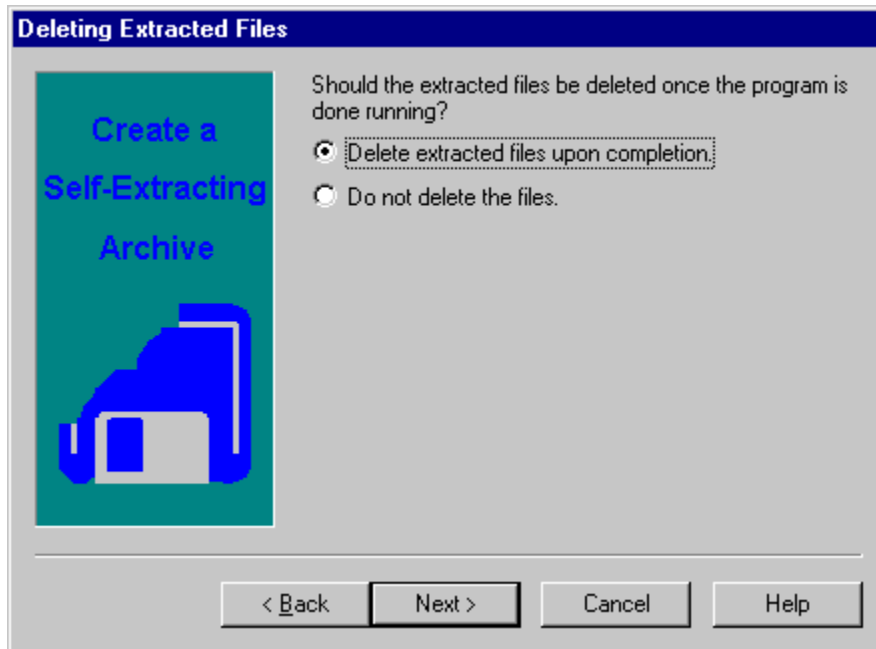 Deleting Extracted Files
Create a
Self-Extracting
Archive
Should the extracted files be deleted once the program is
done running?
Delete extracted files upon completion.
Do not delete the files.
< Back
Next >
Cancel
Help